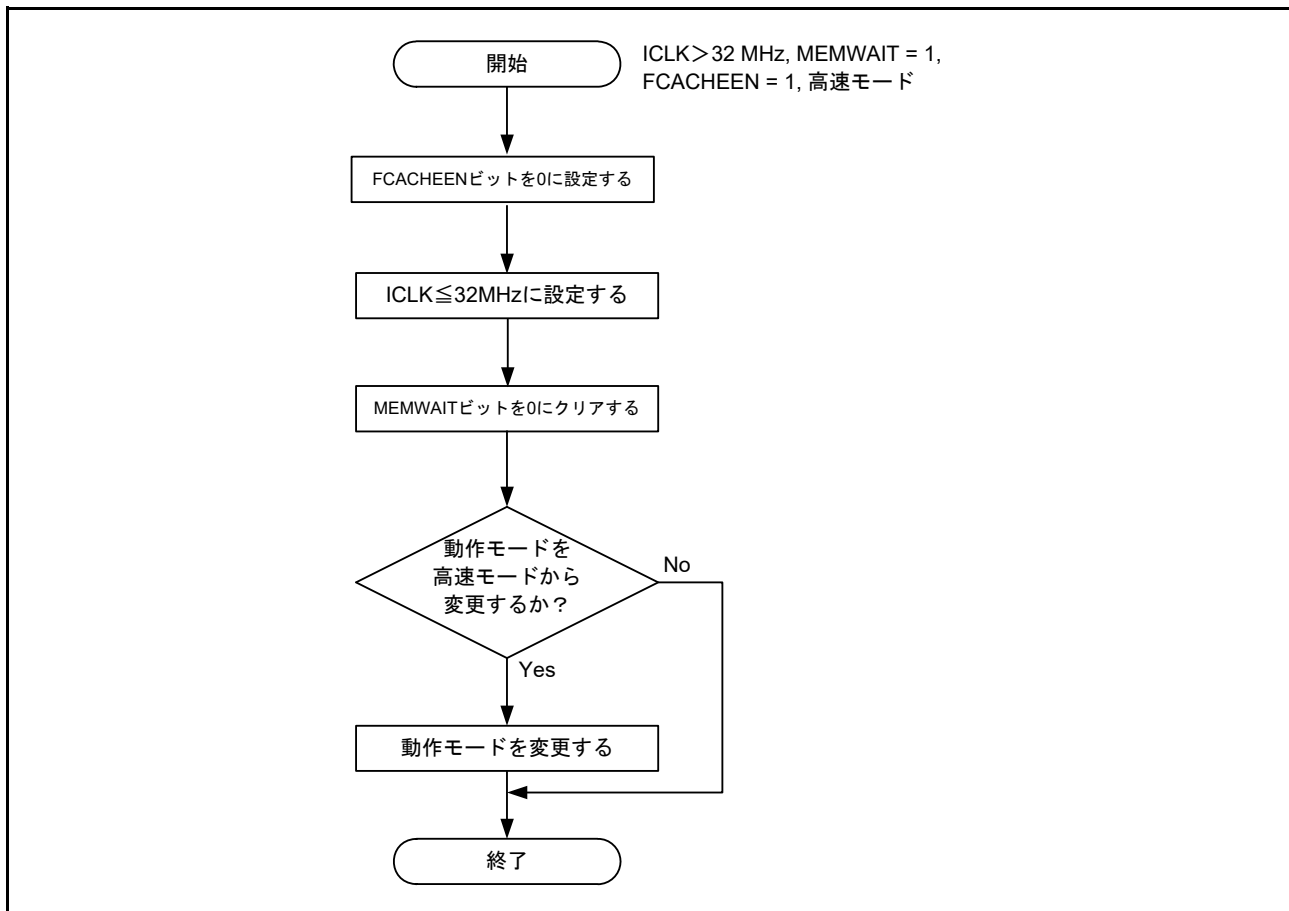 開始
ICLK＞32 MHz, MEMWAIT = 1,
FCACHEEN = 1, 高速モード
FCACHEENビットを0に設定する
ICLK≦32MHzに設定する
MEMWAITビットを0にクリアする
動作モードを
高速モードから
変更するか？
No
Yes
動作モードを変更する
終了